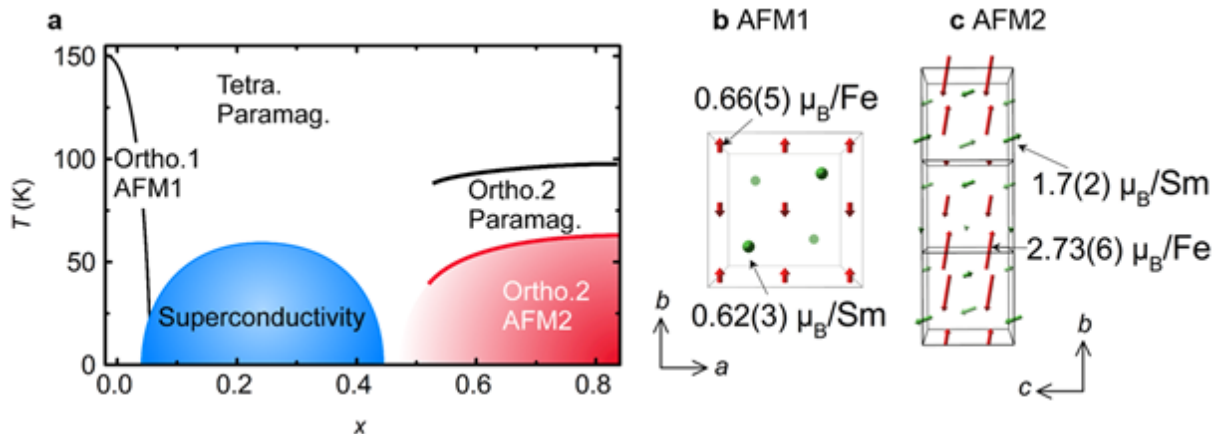 a
150
100
50
0
T (K)
Tetra.
Paramag.
Ortho.1
AFM1
Ortho.2
Paramag.
Ortho.2
AFM2
Superconductivity
0.0 0.2 0.4 0.6 0.8
x
b AFM1
0.66(5) μB/Fe
0.62(3) μB/Sm
b
a
c AFM2
1.7(2) μB/Sm
2.73(6) μB/Fe
b
c